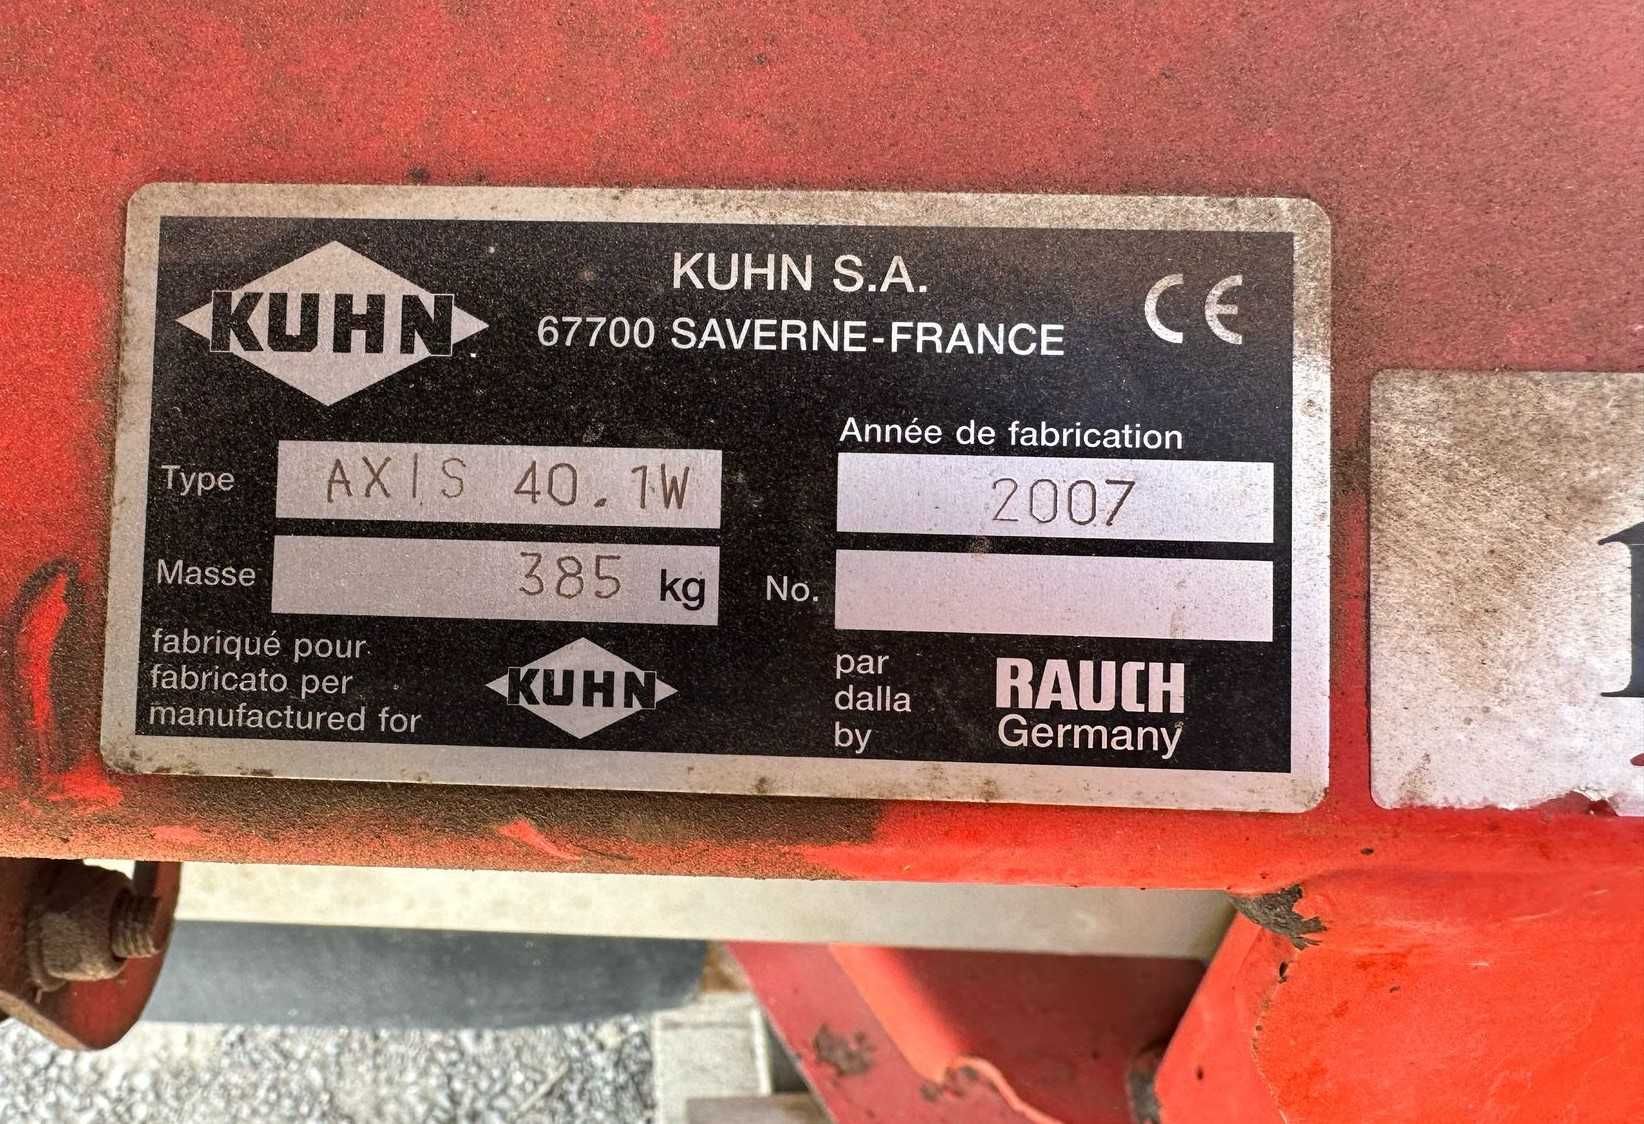 KUHN
KUHN S.A.
67700 SAVERNE-FRANCE
CE
Année de fabrication
Type AXIS 40.1W 2007
Masse 385 kg No.
fabriqué pour
fabricato per
manufactured for
KUHN
par
dalla
by
RAUCH
Germany